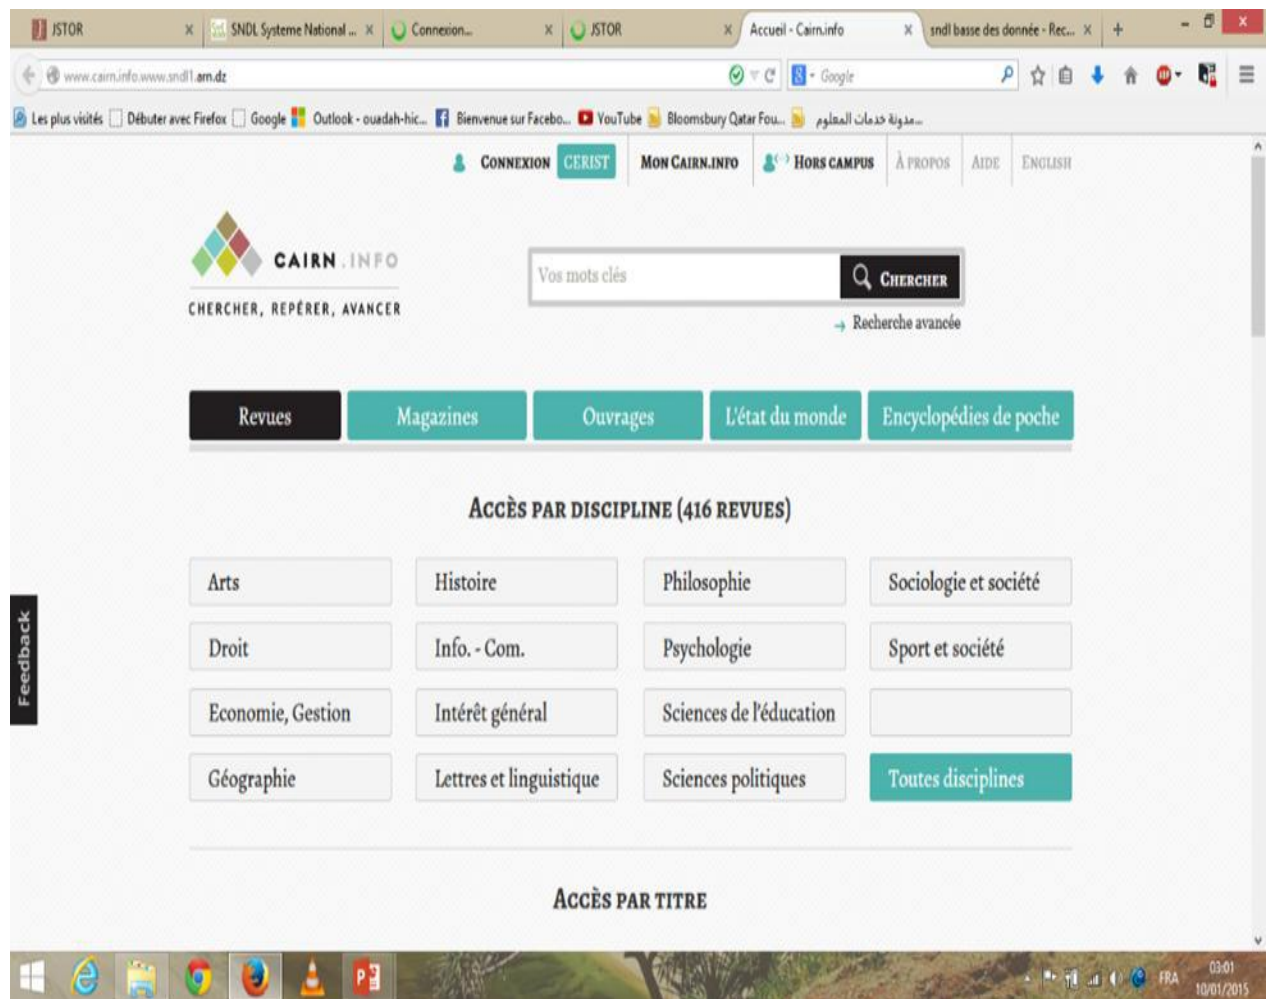 JSTOR
SNDL Systeme National ...
Connexion...
JSTOR
Accueil - Cairn.info
sndl basse des donnée - Rec...
www.cairn.info.www.sndl1.arn.dz
Google
Les plus visités Débuter avec Firefox Google Outlook - ouadah-hic... Bienvenue sur Facebo... YouTube Bloomsbury Qatar Fou... مدونة خدمات المعلوم...
CONNEXION CERIST MON CAIRN.INFO HORS CAMPUS À PROPOS AIDE ENGLISH
CAIRN.INFO
CHERCHER, REPÉRER, AVANCER
Vos mots clés
CHERCHER
Recherche avancée
Revues Magazines Ouvrages L'état du monde Encyclopédies de poche
ACCÈS PAR DISCIPLINE (416 REVUES)
Arts Histoire Philosophie Sociologie et société
Droit Info. - Com. Psychologie Sport et société
Economie, Gestion Intérêt général Sciences de l'éducation
Géographie Lettres et linguistique Sciences politiques Toutes disciplines
Feedback
ACCÈS PAR TITRE
FRA
03:01
10/01/2015